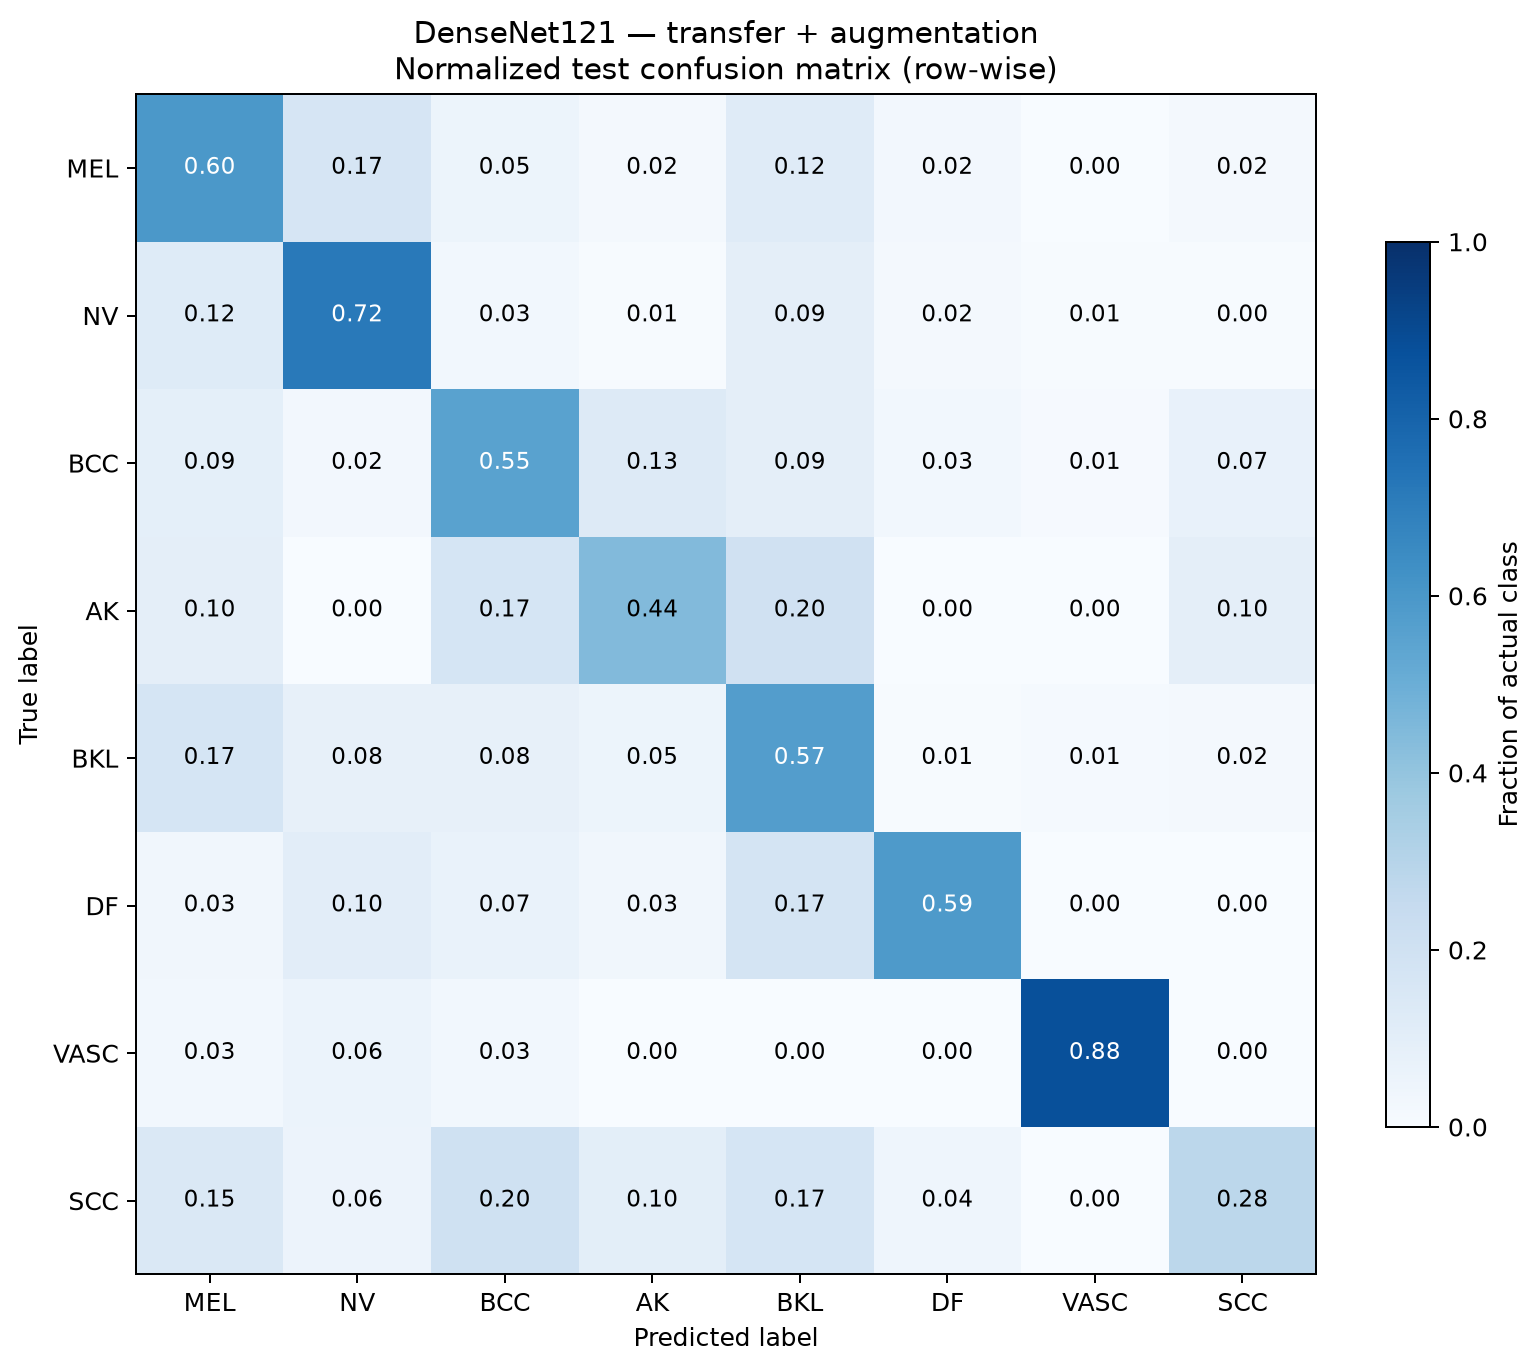 DenseNet121 — transfer + augmentation
Normalized test confusion matrix (row-wise)
MEL 0.60 0.17 0.05 0.02 0.12 0.02 0.00 0.02
NV 0.12 0.72 0.03 0.01 0.09 0.02 0.01 0.00
BCC 0.09 0.02 0.55 0.13 0.09 0.03 0.01 0.07
AK 0.10 0.00 0.17 0.44 0.20 0.00 0.00 0.10
BKL 0.17 0.08 0.08 0.05 0.57 0.01 0.01 0.02
DF 0.03 0.10 0.07 0.03 0.17 0.59 0.00 0.00
VASC 0.03 0.06 0.03 0.00 0.00 0.00 0.88 0.00
SCC 0.15 0.06 0.20 0.10 0.17 0.04 0.00 0.28
MEL NV BCC AK BKL DF VASC SCC
Predicted label
True label
1.0
0.8
0.6
0.4
0.2
0.0
Fraction of actual class